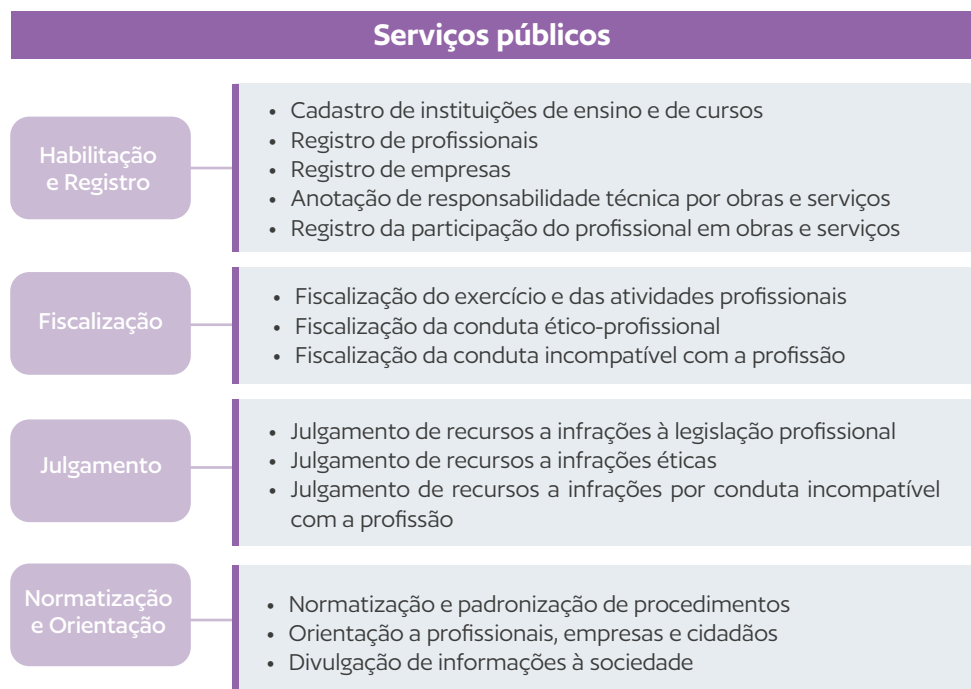 Serviços públicos
Habilitação
e Registro
• Cadastro de instituições de ensino e de cursos
• Registro de profissionais
• Registro de empresas
• Anotação de responsabilidade técnica por obras e serviços
• Registro da participação do profissional em obras e serviços
Fiscalização
• Fiscalização do exercício e das atividades profissionais
• Fiscalização da conduta ético-profissional
• Fiscalização da conduta incompatível com a profissão
Julgamento
• Julgamento de recursos a infrações à legislação profissional
• Julgamento de recursos a infrações éticas
• Julgamento de recursos a infrações por conduta incompatível
com a profissão
Normatização
e Orientação
• Normatização e padronização de procedimentos
• Orientação a profissionais, empresas e cidadãos
• Divulgação de informações à sociedade